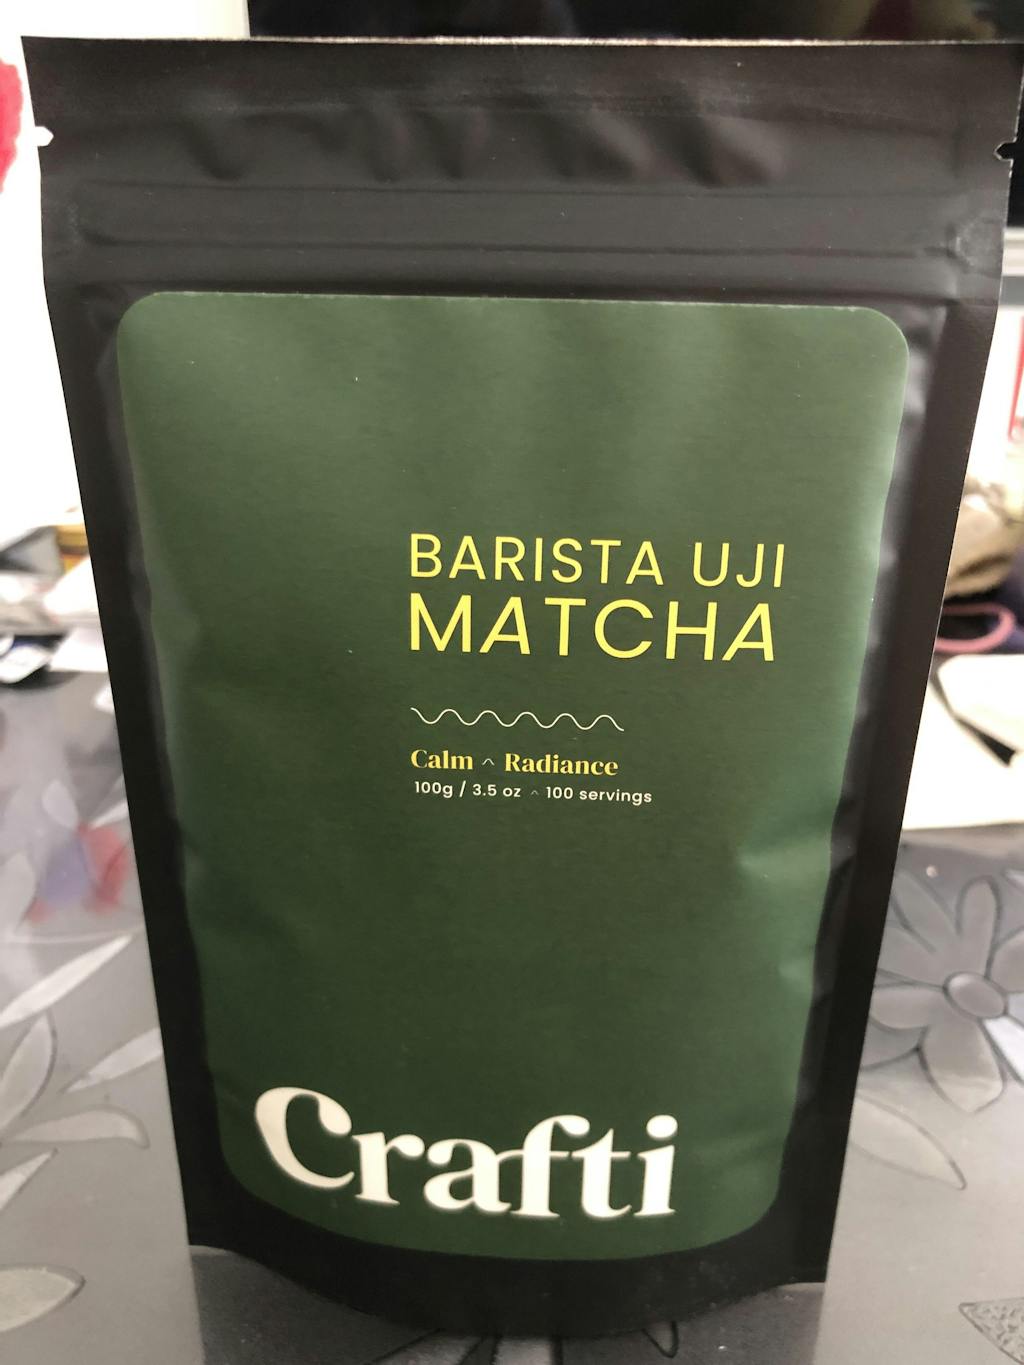 BARISTA UJI
MATCHA
Calm ^ Radiance
100g / 3.5 oz ^ 100 servings
Crafti